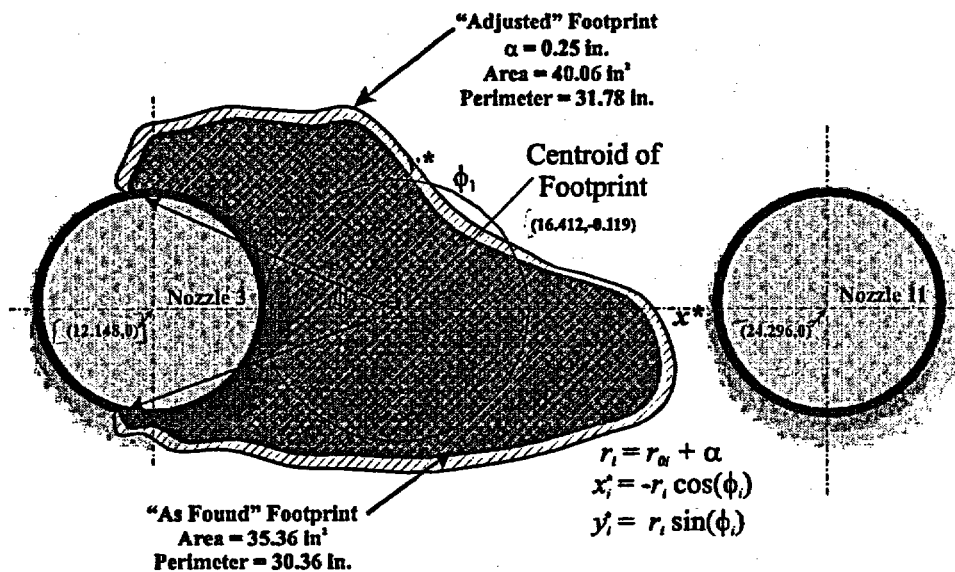 "Adjusted" Footprint
α = 0.25 in.
Area = 40.06 in²
Perimeter = 31.78 in.
*
ϕ₁
Centroid of
Footprint
(16.412,-0.119)
Nozzle 3
(12.148,0)
x*
Nozzle 11
(24.296,0)
rᵢ = r₀ᵢ + α
xᵢ* = -rᵢ cos(ϕᵢ)
yᵢ* = rᵢ sin(ϕᵢ)
"As Found" Footprint
Area = 35.36 in²
Perimeter = 30.36 in.